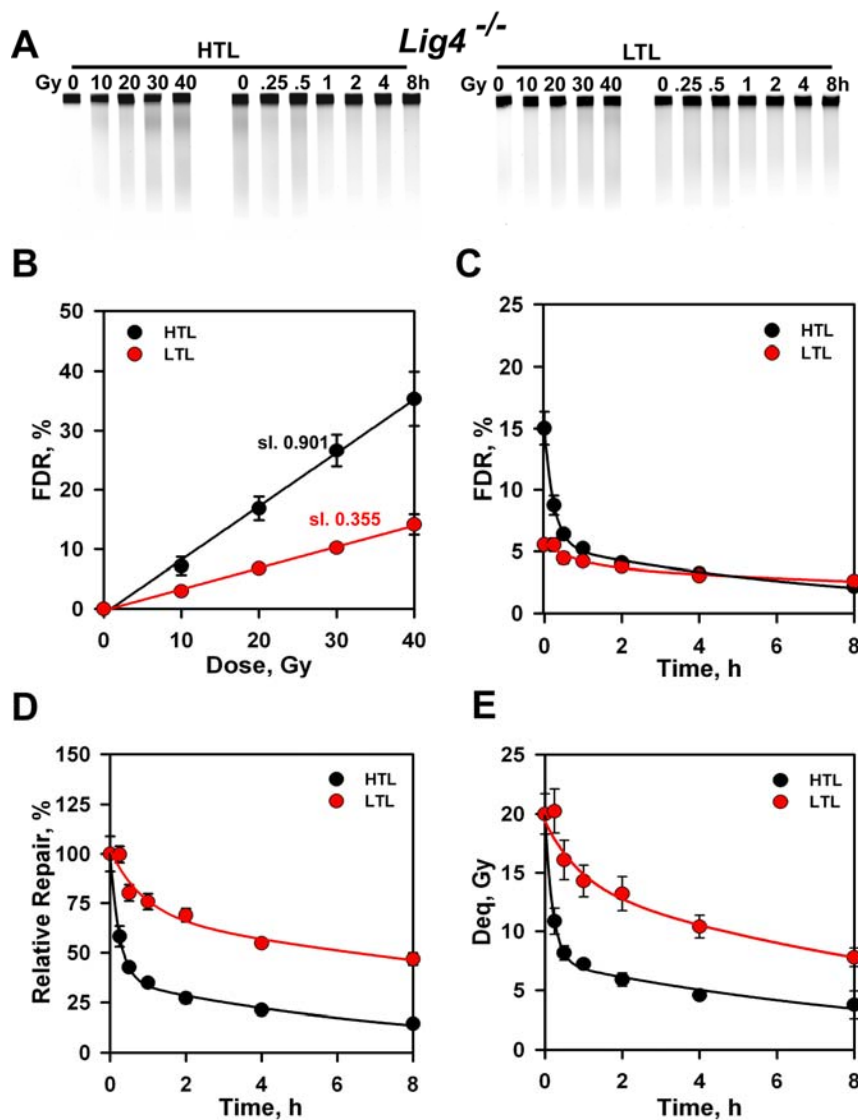 Lig4 -/-
A
HTL
LTL
Gy 0 10 20 30 40 0 .25 .5 1 2 4 8h
Gy 0 10 20 30 40 0 .25 .5 1 2 4 8h
B
50
40
30
20
10
0
FDR, %
HTL
LTL
sl. 0.901
sl. 0.355
0 10 20 30 40
Dose, Gy
C
25
20
15
10
5
0
FDR, %
HTL
LTL
0 2 4 6 8
Time, h
D
150
125
100
75
50
25
0
Relative Repair, %
HTL
LTL
0 2 4 6 8
Time, h
E
25
20
15
10
5
0
Deq, Gy
HTL
LTL
0 2 4 6 8
Time, h